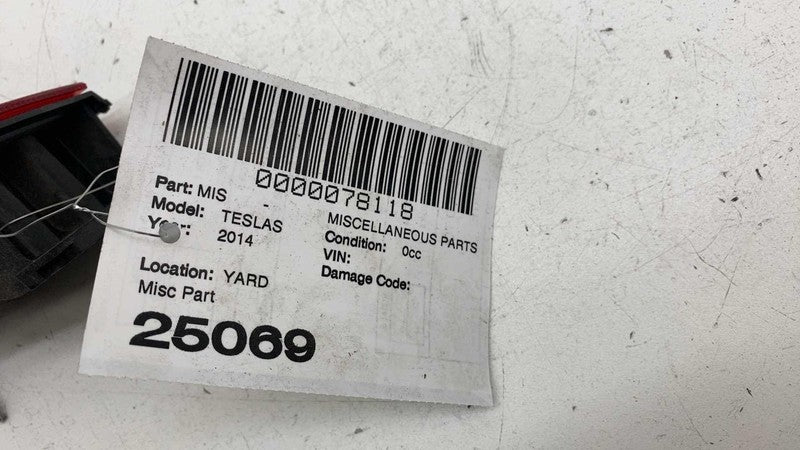 0000078118
Part: MIS - MISCELLANEOUS PARTS
Model: TESLAS Condition: 0cc
Year: 2014 VIN:
Damage Code:
Location: YARD
Misc Part
25069